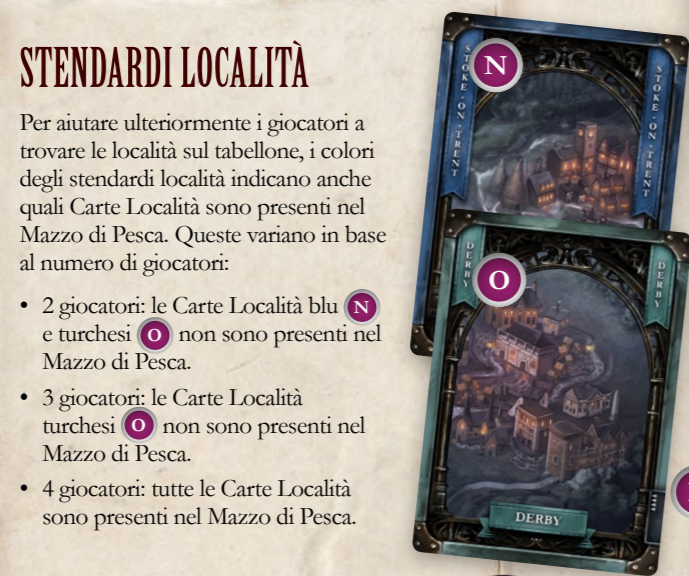 STENDARDI LOCALITÀ
Per aiutare ulteriormente i giocatori a
trovare le località sul tabellone, i colori
degli stendardi località indicano anche
quali Carte Località sono presenti nel
Mazzo di Pesca. Queste variano in base
al numero di giocatori:
• 2 giocatori: le Carte Località blu N
e turchesi O non sono presenti nel
Mazzo di Pesca.
• 3 giocatori: le Carte Località
turchesi O non sono presenti nel
Mazzo di Pesca.
• 4 giocatori: tutte le Carte Località
sono presenti nel Mazzo di Pesca.
N
STOKE-ON-TRENT
STOKE-ON-TRENT
O
DERBY
DERBY
DERBY